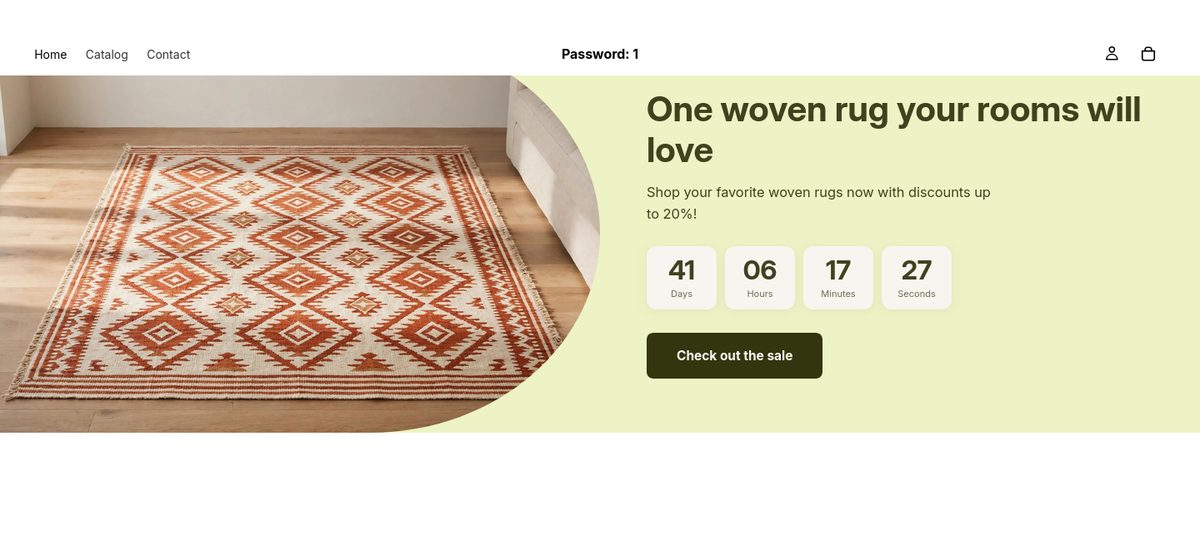 Home Catalog Contact
Password: 1
One woven rug your rooms will
love
Shop your favorite woven rugs now with discounts up
to 20%!
41 06 17 27
Days Hours Minutes Seconds
Check out the sale